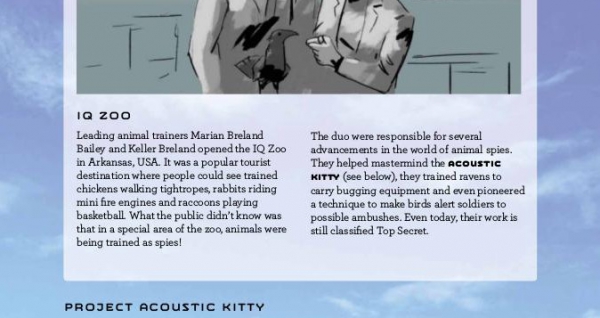 IQ ZOO
Leading animal trainers Marian Breland
Bailey and Keller Breland opened the IQ Zoo
in Arkansas, USA. It was a popular tourist
destination where people could see trained
chickens walking tightropes, rabbits riding
mini fire engines and raccoons playing
basketball. What the public didn't know was
that in a special area of the zoo, animals were
being trained as spies!
The duo were responsible for several
advancements in the world of animal spies.
They helped mastermind the ACOUSTIC
KITTY (see below), they trained ravens to
carry bugging equipment and even pioneered
a technique to make birds alert soldiers to
possible ambushes. Even today, their work is
still classified Top Secret.
PROJECT ACOUSTIC KITTY